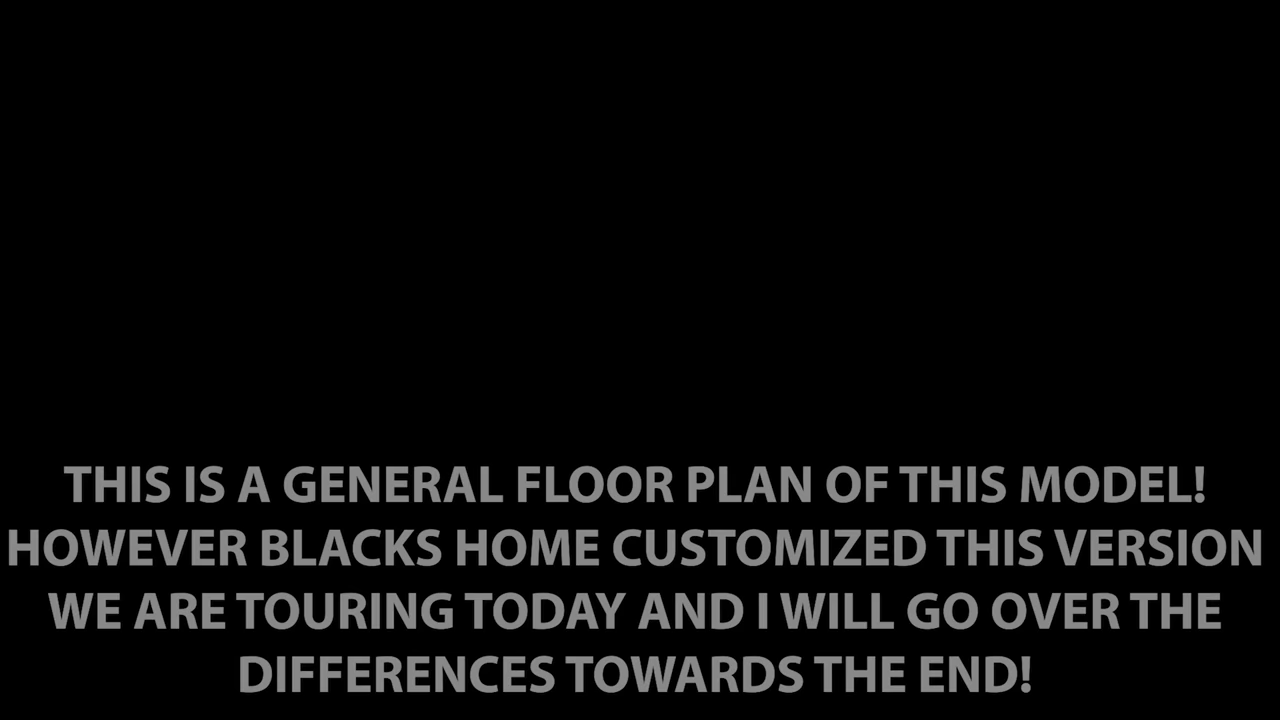 THIS IS A GENERAL FLOOR PLAN OF THIS MODEL!
HOWEVER BLACKS HOME CUSTOMIZED THIS VERSION
WE ARE TOURING TODAY AND I WILL GO OVER THE
DIFFERENCES TOWARDS THE END!